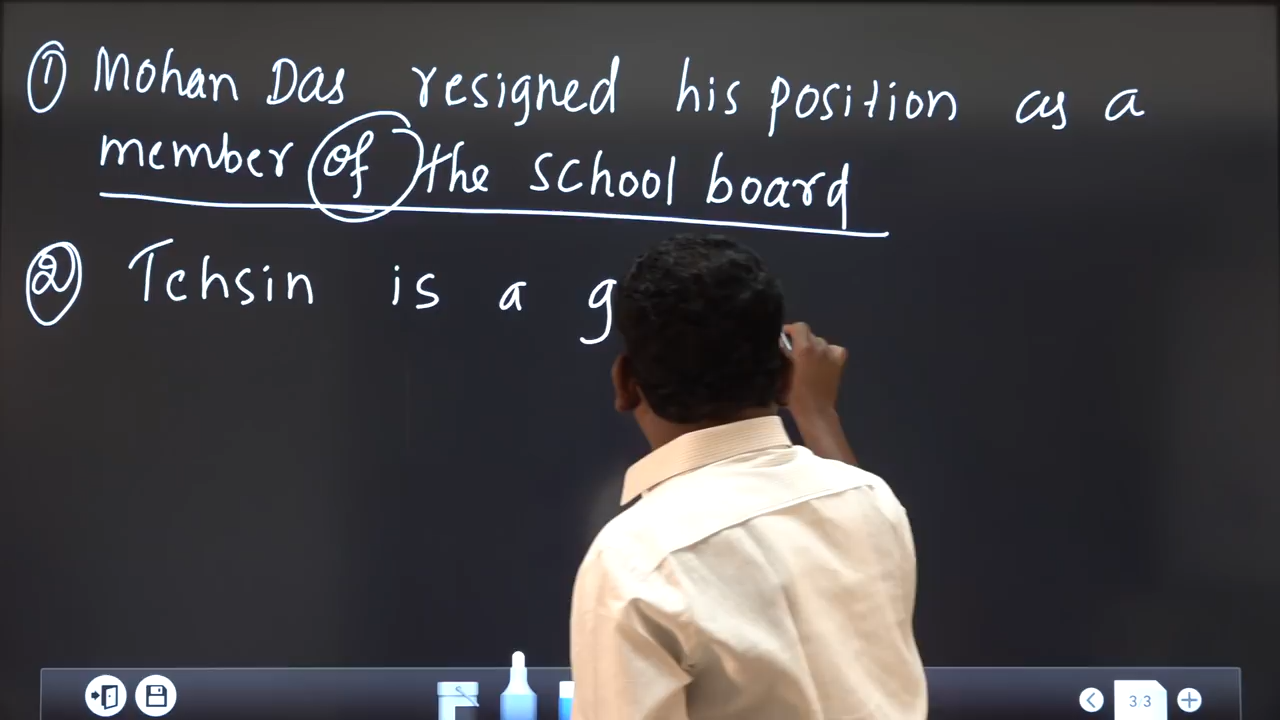 ① Mohan Das resigned his position as a
member of the school board
② Tehsin is a g
33